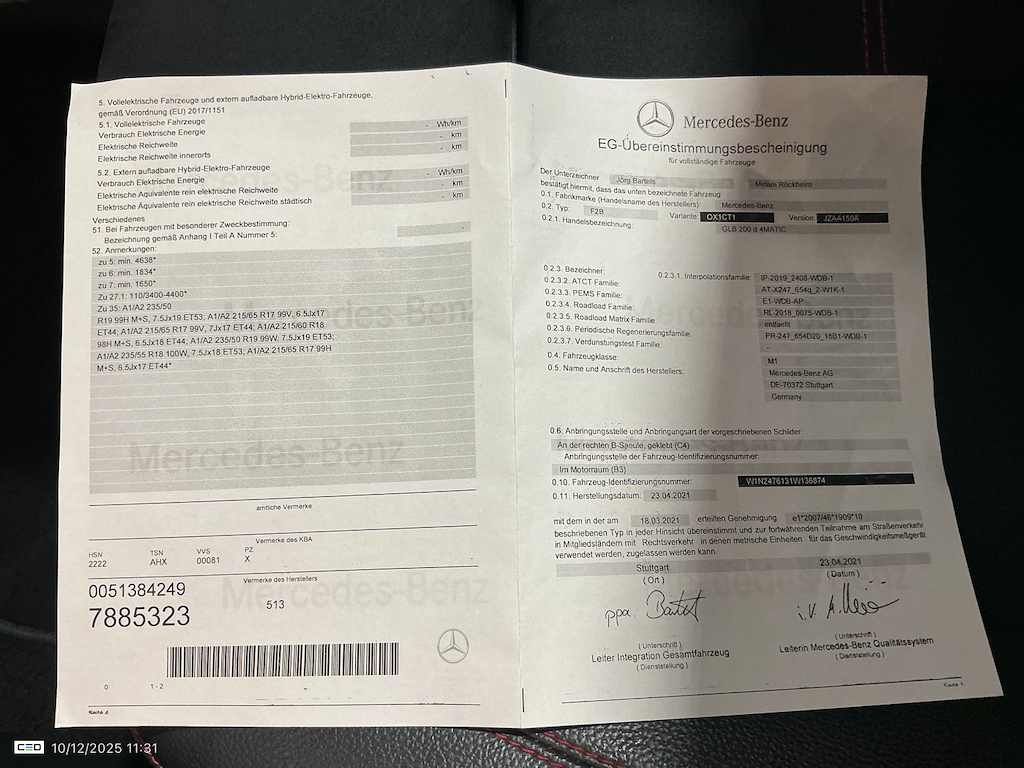 5. Vollelektrische Fahrzeuge und extern aufladbare Hybrid-Elektro-Fahrzeuge,
gemäß Verordnung (EU) 2017/1151
5.1. Vollelektrische Fahrzeuge
Verbrauch Elektrische Energie - Wh/km
Elektrische Reichweite - km
Elektrische Reichweite innerorts - km
5.2. Extern aufladbare Hybrid-Elektro-Fahrzeuge
Verbrauch Elektrische Energie - Wh/km
Elektrische Äquivalente rein elektrische Reichweite - km
Elektrische Äquivalente rein elektrische Reichweite städtisch - km
Verschiedenes
51. Bei Fahrzeugen mit besonderer Zweckbestimmung:
Bezeichnung gemäß Anhang I Teil A Nummer 5: -
52. Anmerkungen:
zu 5: min. 4638*
zu 6: min. 1834*
zu 7: min. 1650*
Zu 27.1: 110/3400-4400*
Zu 35: A1/A2 235/50
R19 99H M+S, 7.5Jx19 ET53; A1/A2 215/65 R17 99V, 6.5Jx17
ET44, A1/A2 215/65 R17 99V, 7Jx17 ET44; A1/A2 215/60 R18
98H M+S, 6.5Jx18 ET44; A1/A2 235/50 R19 99W, 7.5Jx19 ET53;
A1/A2 235/55 R18 100W, 7.5Jx18 ET53; A1/A2 215/65 R17 99H
M+S, 6.5Jx17 ET44*
amtliche Vermerke
Vermerke des KBA
HSN TSN VVS PZ
2222 AHX 00081 X
Vermerke des Herstellers
0051384249
7885323 513
0 1-2 -
Seite 4
Mercedes-Benz
EG-Übereinstimmungsbescheinigung
für vollständige Fahrzeuge
Der Unterzeichner Jörg Bartels Miriam Rückheim
bestätigt hiermit, dass das unten bezeichnete Fahrzeug
0.1. Fabrikmarke (Handelsname des Herstellers): Mercedes-Benz
0.2. Typ: F2B Variante: OX1CT1 Version: JZAA150A
0.2.1. Handelsbezeichnung: GLB 200 d 4MATIC
0.2.3. Bezeichner: 0.2.3.1. Interpolationsfamilie: IP-2019_2408-WDB-1
0.2.3.2. ATCT Familie: AT-X247_654q_2-W1K-1
0.2.3.3. PEMS Familie: E1-WDB-AP
0.2.3.4. Roadload Familie: RL-2018_0075-WDB-1
0.2.3.5. Roadload Matrix Familie: entfaellt
0.2.3.6. Periodische Regenerierungsfamilie: PR-247_654D20_18B1-WDB-1
0.2.3.7. Verdunstungstest Familie: -
0.4. Fahrzeugklasse: M1
0.5. Name und Anschrift des Herstellers: Mercedes-Benz AG
DE-70372 Stuttgart
Germany
0.6. Anbringungsstelle und Anbringungsart der vorgeschriebenen Schilder:
An der rechten B-Saeule, geklebt (C4)
Anbringungsstelle der Fahrzeug-Identifizierungsnummer:
Im Motorraum (B3)
0.10. Fahrzeug-Identifizierungsnummer: W1N2476131W136874
0.11. Herstellungsdatum: 23.04.2021
mit dem in der am 18.03.2021 erteilten Genehmigung e1*2007/46*1909*10
beschriebenen Typ in jeder Hinsicht übereinstimmt und zur fortwährenden Teilnahme am Straßenverkehr
in Mitgliedsländern mit Rechtsverkehr in denen metrische Einheiten für das Geschwindigkeitsmeßgerät
verwendet werden, zugelassen werden kann.
Stuttgart 23.04.2021
(Ort) (Datum)
ppa. i.V.
(Unterschrift) (Unterschrift)
Leiter Integration Gesamtfahrzeug Leiterin Mercedes-Benz Qualitätssystem
(Dienststellung) (Dienststellung)
Seite 1
CEO 10/12/2025 11:31